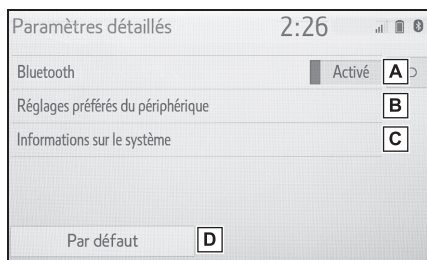 Paramètres détaillés 2:26
Bluetooth Activé A
Réglages préférés du périphérique B
Informations sur le système C
Par défaut D